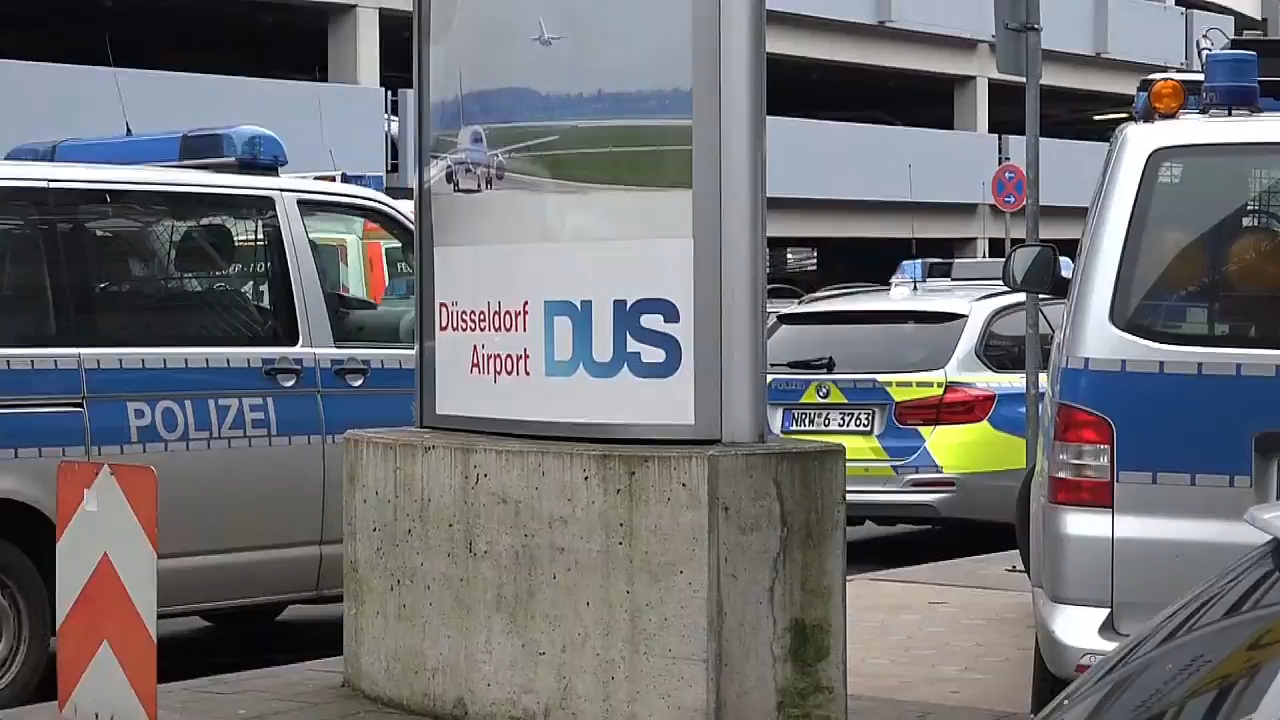 POLIZEI
Düsseldorf
Airport
DUS
POLIZEI
NRW 6-3763